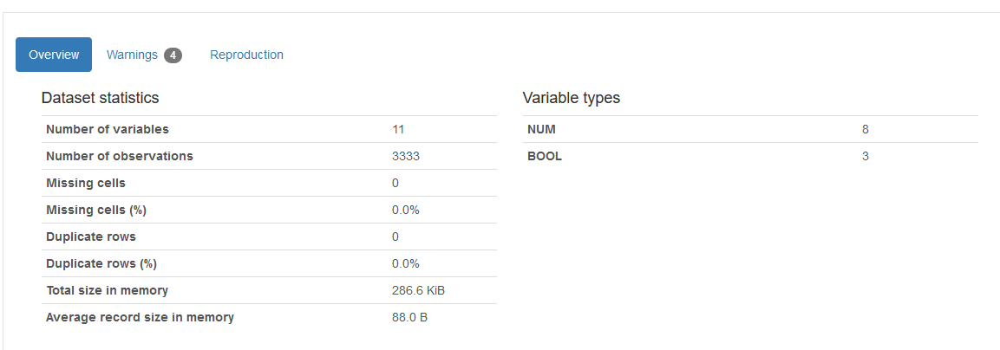 Overview Warnings 4 Reproduction
Dataset statistics
Number of variables 11
Number of observations 3333
Missing cells 0
Missing cells (%) 0.0%
Duplicate rows 0
Duplicate rows (%) 0.0%
Total size in memory 286.6 KiB
Average record size in memory 88.0 B
Variable types
NUM 8
BOOL 3